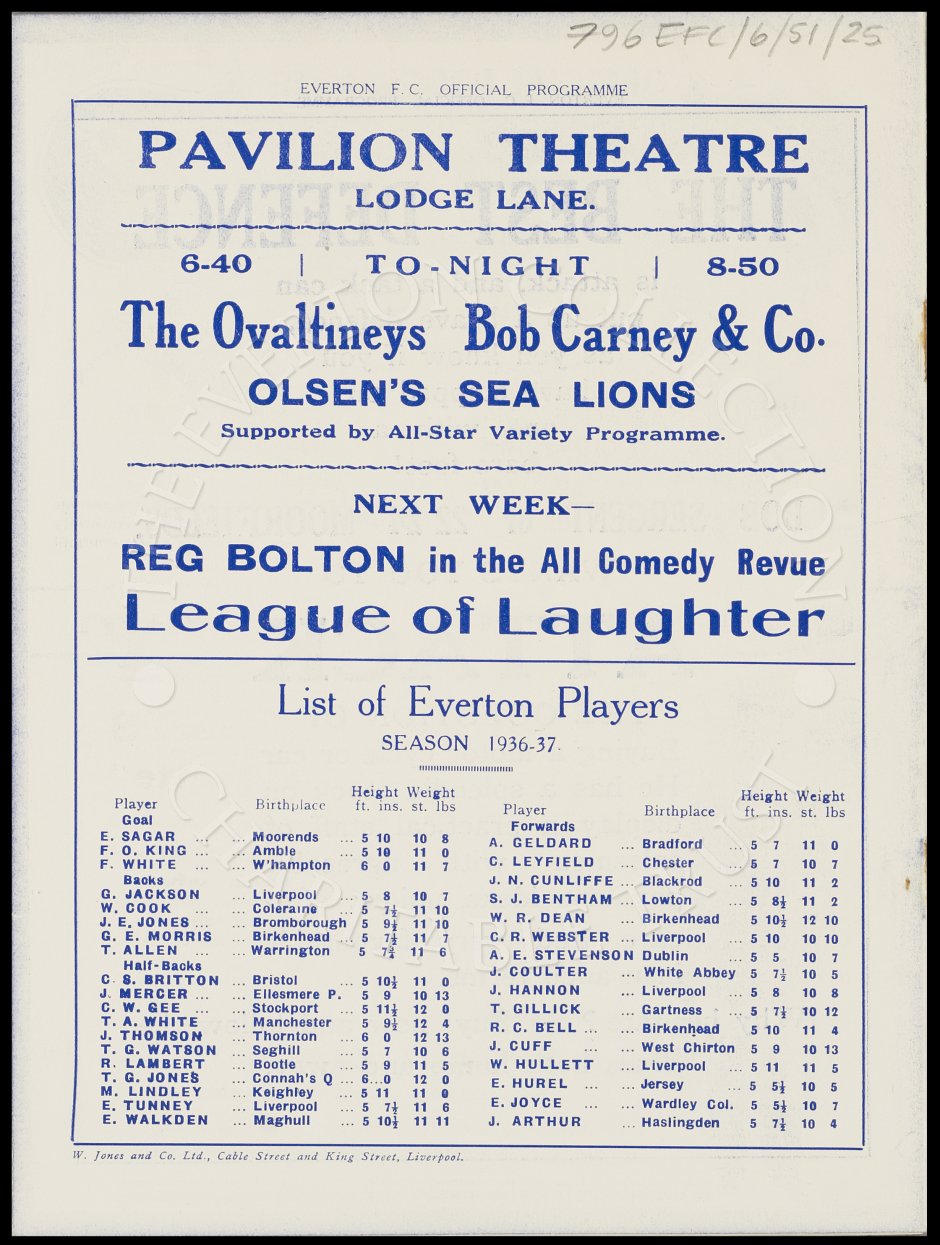 796 EFC/6/51/25
EVERTON F.C. OFFICIAL PROGRAMME
PAVILION THEATRE
LODGE LANE.
6-40 | TO-NIGHT | 8-50
The Ovaltineys Bob Carney & Co.
OLSEN'S SEA LIONS
Supported by All-Star Variety Programme.
NEXT WEEK—
REG BOLTON in the All Comedy Revue
League of Laughter
List of Everton Players
SEASON 1936-37.
Height Weight
Player Birthplace ft. ins. st. lbs
Goal
E. SAGAR ... ... Moorends ... 5 10 10 8
F. O. KING ... ... Amble ... 5 10 11 0
F. WHITE ... ... W'hampton ... 6 0 11 7
Backs
G. JACKSON ... Liverpool ... 5 8 10 7
W. COOK ... ... Coleraine ... 5 7½ 11 10
J. E. JONES ... ... Bromborough 5 9½ 11 10
G. E. MORRIS ... Birkenhead ... 5 7½ 11 7
T. ALLEN ... ... Warrington 5 7¾ 11 6
Half-Backs
C. S. BRITTON ... Bristol ... 5 10½ 11 0
J. MERCER ... ... Ellesmere P. 5 9 10 13
C. W. GEE ... ... Stockport ... 5 11½ 12 0
T. A. WHITE ... Manchester ... 5 9½ 12 4
J. THOMSON ... Thornton ... 6 0 12 13
T. G. WATSON ... Seghill ... 5 7 10 6
R. LAMBERT ... Bootle ... 5 9 11 5
T. G. JONES ... Connah's Q ... 6...0 12 0
M. LINDLEY ... Keighley ... 5 11 11 0
E. TUNNEY ... Liverpool ... 5 7½ 11 6
E. WALKDEN ... Maghull ... 5 10½ 11 11
Height Weight
Player Birthplace ft. ins. st. lbs
Forwards
A. GELDARD ... Bradford ... 5 7 11 0
C. LEYFIELD ... Chester ... 5 7 10 7
J. N. CUNLIFFE ... Blackrod ... 5 10 11 2
S. J. BENTHAM ... Lowton ... 5 8½ 11 2
W. R. DEAN ... Birkenhead 5 10½ 12 10
C. R. WEBSTER ... Liverpool ... 5 10 10 10
A. E. STEVENSON Dublin ... 5 5 10 7
J. COULTER ... White Abbey 5 7½ 10 5
J. HANNON ... Liverpool ... 5 8 10 8
T. GILLICK ... Gartness ... 5 7½ 10 12
R. C. BELL ... ... Birkenhead 5 10 11 4
J. CUFF ... ... West Chirton 5 9 10 13
W. HULLETT ... Liverpool ... 5 11 11 5
E. HUREL ... ... Jersey ... 5 5½ 10 5
E. JOYCE ... ... Wardley Col. 5 5½ 10 7
J. ARTHUR ... Haslingden 5 7½ 10 4
W. Jones and Co. Ltd., Cable Street and King Street, Liverpool.
THE EVERTON COLLECTION
CHARITABLE TRUST